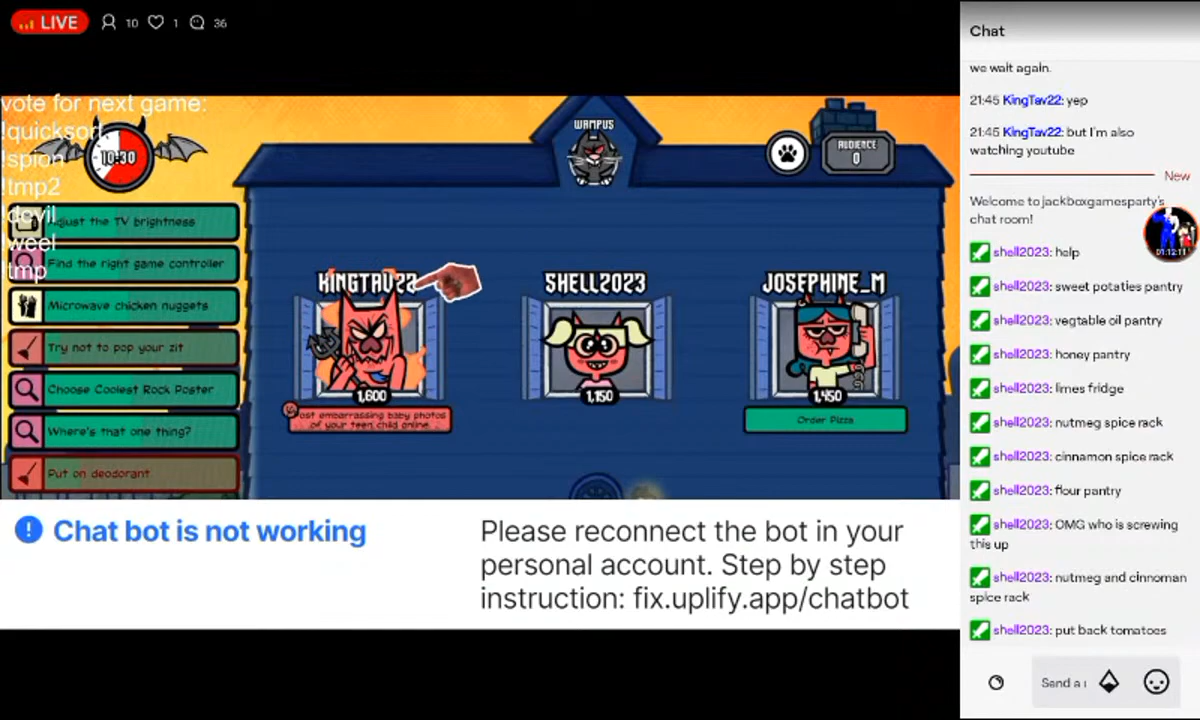 LIVE 10 1 36
vote for next game:
!quicksort
!spion
!tmp2
!devil
!weel
!tmp
10:30
Adjust the TV brightness
Find the right game controller
Microwave chicken nuggets
Try not to pop your zit
Choose Coolest Rock Poster
Where's that one thing?
Put on deodorant
WAMPUS
AUDIENCE
0
KINGTAV22
1,600
Post embarrassing baby photos
of your teen child online.
SHELL2023
1,150
JOSEPHINE_M
1,450
Order Pizza
Chat bot is not working
Please reconnect the bot in your
personal account. Step by step
instruction: fix.uplify.app/chatbot
Chat
we wait again.
21:45 KingTav22: yep
21:45 KingTav22: but I'm also
watching youtube
New
Welcome to jackboxgamesparty's
chat room!
01:12:11
shell2023: help
shell2023: sweet potaties pantry
shell2023: vegtable oil pantry
shell2023: honey pantry
shell2023: limes fridge
shell2023: nutmeg spice rack
shell2023: cinnamon spice rack
shell2023: flour pantry
shell2023: OMG who is screwing
this up
shell2023: nutmeg and cinnoman
spice rack
shell2023: put back tomatoes
Send a